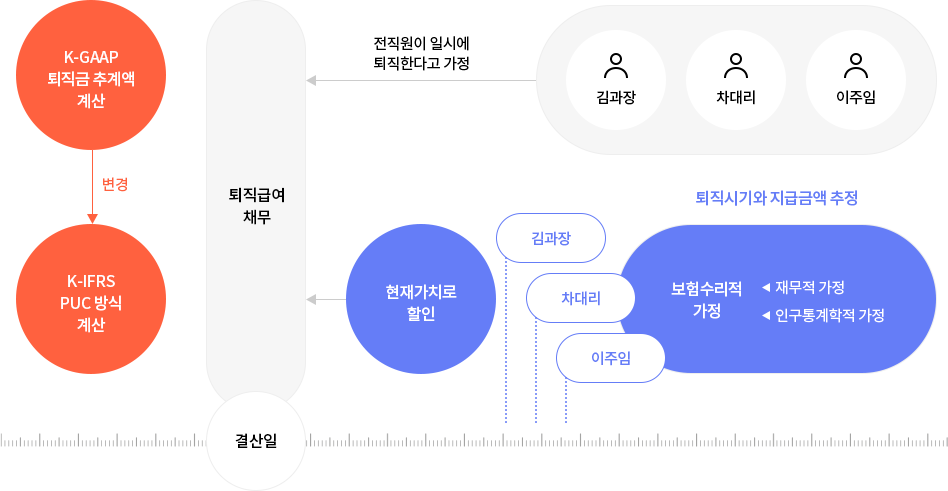 K-GAAP
퇴직금 추계액
계산
변경
K-IFRS
PUC 방식
계산
퇴직급여
채무
결산일
전직원이 일시에
퇴직한다고 가정
김과장
차대리
이주임
퇴직시기와 지급금액 추정
현재가치로
할인
김과장
차대리
이주임
보험수리적
가정
◀ 재무적 가정
◀ 인구통계학적 가정